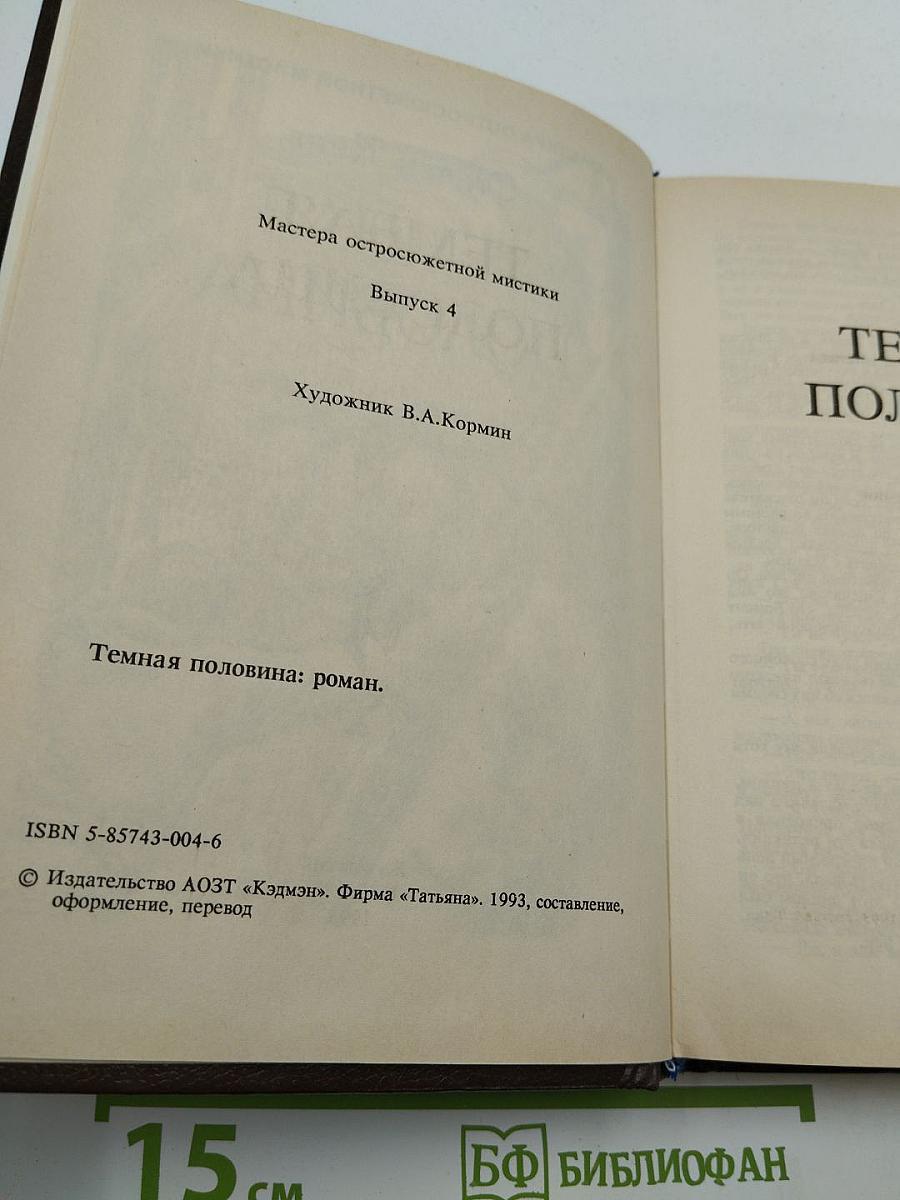 Мастера остросюжетной мистики
Выпуск 4
Художник В.А.Кормин
Темная половина: роман.
ISBN 5-85743-004-6
© Издательство АОЗТ «Кэдмэн». Фирма «Татьяна». 1993, составление,
оформление, перевод
ТЕ
ПОЛ
15 см
БФ БИБЛИОФАН